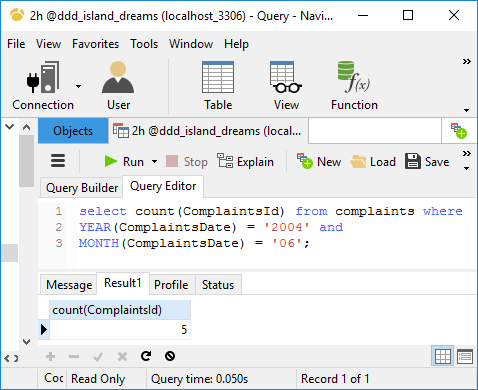 2h @ddd_island_dreams (localhost_3306) - Query - Navi...
File View Favorites Tools Window Help
Connection User Table View Function
f(x)
Objects 2h @ddd_island_dreams (local...
Run Stop Explain New Load Save
Query Builder Query Editor
1 select count(ComplaintsId) from complaints where
2 YEAR(ComplaintsDate) = '2004' and
3 MONTH(ComplaintsDate) = '06';
Message Result1 Profile Status
count(ComplaintsId)
5
Read Only Query time: 0.050s Record 1 of 1